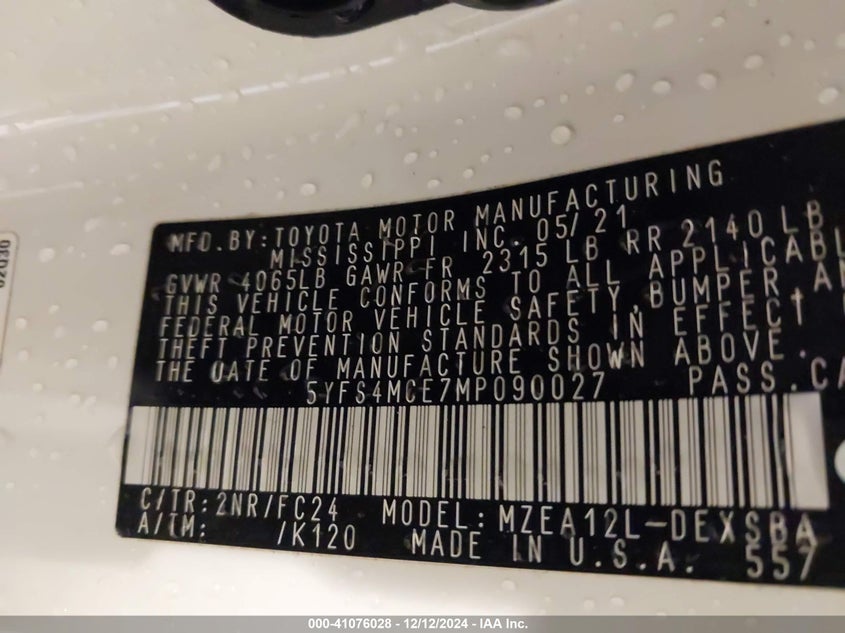 02Q30
MFD. BY: TOYOTA MOTOR MANUFACTURING
MISSISSIPPI INC. 05/21
GVWR 4065LB GAWR FR 2315 LB RR 2140 LB
THIS VEHICLE CONFORMS TO ALL APPLICABL
FEDERAL MOTOR VEHICLE SAFETY, BUMPER, AN
THEFT PREVENTION STANDARDS IN EFFECT
THE DATE OF MANUFACTURE SHOWN ABOVE.
5YFS4MCE7MP090027 PASS. CA
C/TR: 2NR/FC24 MODEL: MZEA12L-DEXSBA
A/TM: /K120 MADE IN U.S.A. 557
000-41076028 - 12/12/2024 - IAA Inc.